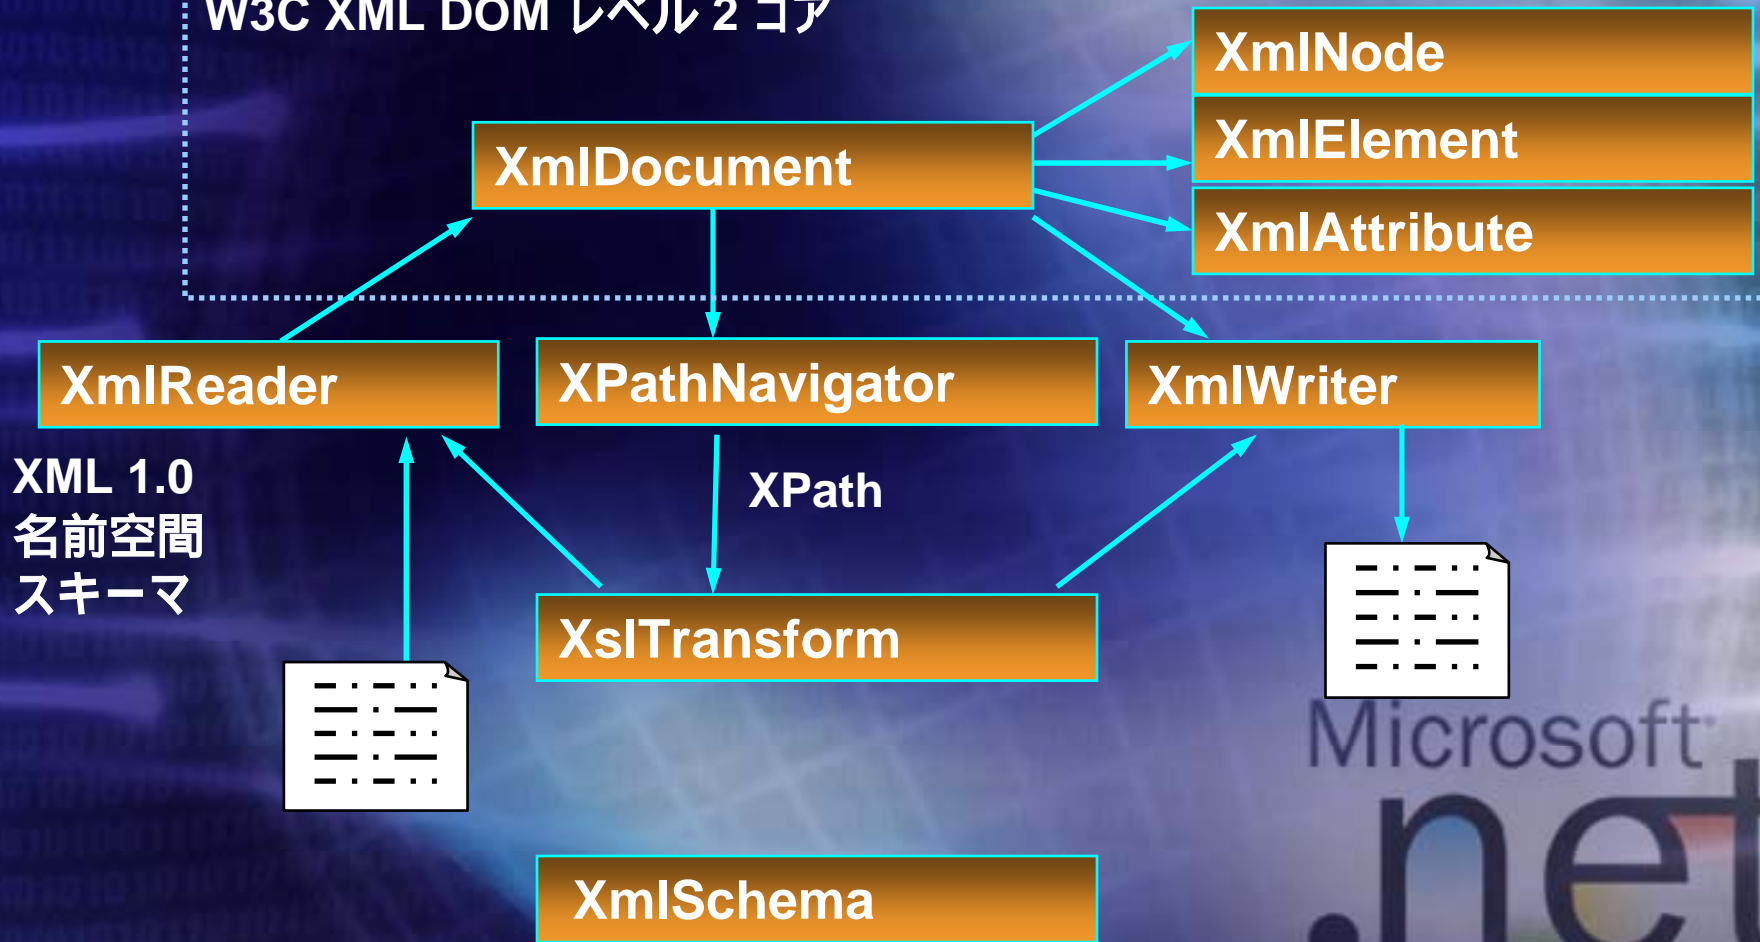 W3C XML DOM レベル 2 コア
XmlNode
XmlElement
XmlAttribute
XmlDocument
XmlReader
XPathNavigator
XmlWriter
XML 1.0
名前空間
スキーマ
XPath
XslTransform
XmlSchema
Microsoft
.net